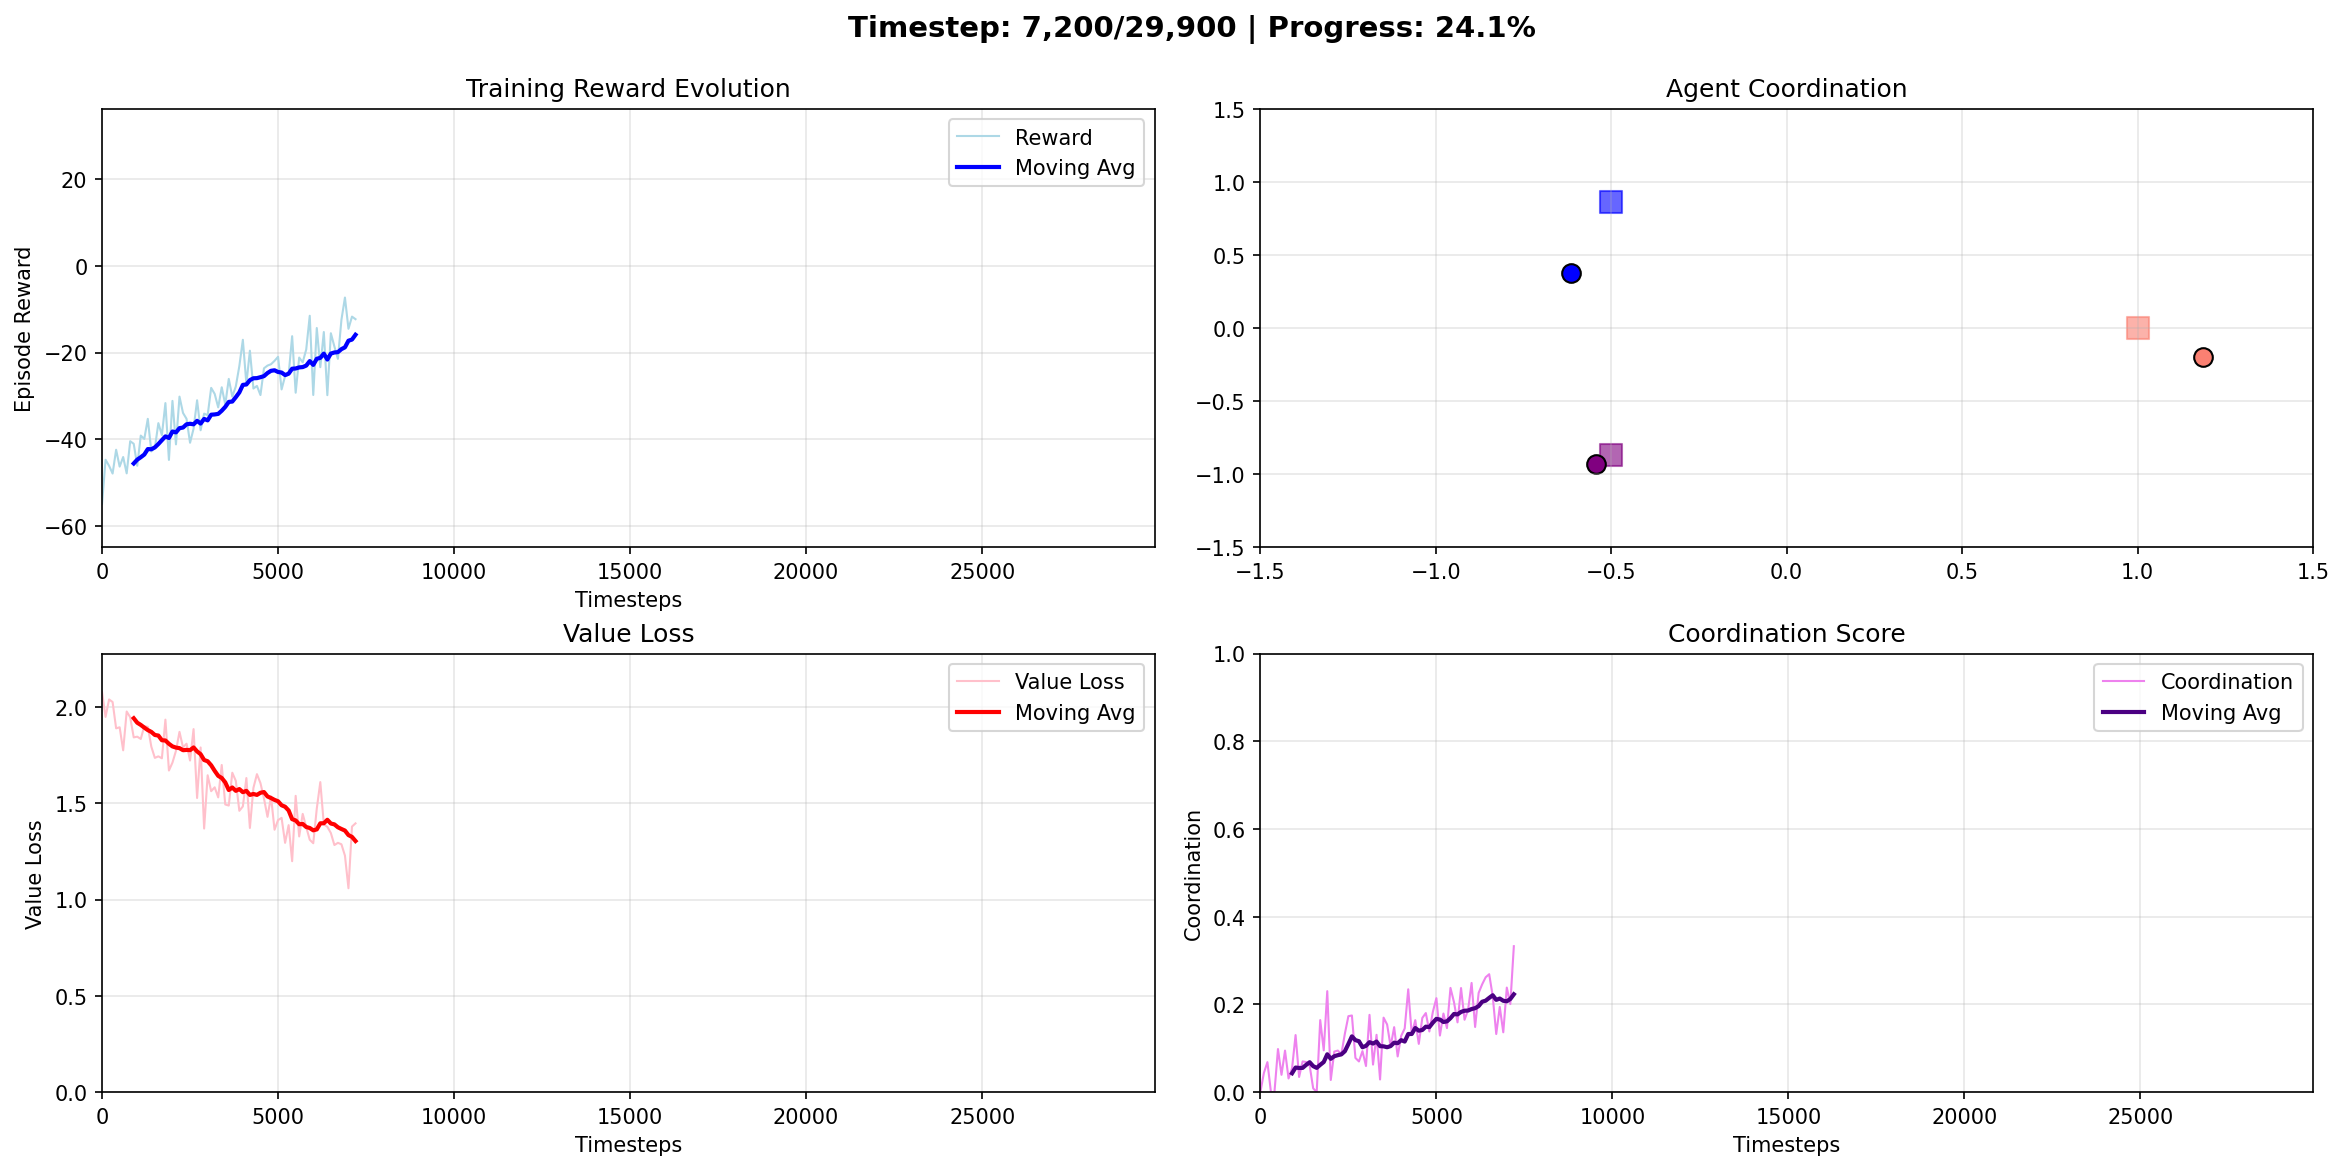 Timestep: 7,200/29,900 | Progress: 24.1%
Training Reward Evolution
Episode Reward
20
0
−20
−40
−60
Reward
Moving Avg
0 5000 10000 15000 20000 25000
Timesteps
Agent Coordination
1.5
1.0
0.5
0.0
−0.5
−1.0
−1.5
−1.5 −1.0 −0.5 0.0 0.5 1.0 1.5
Value Loss
Value Loss
2.0
1.5
1.0
0.5
0.0
Value Loss
Moving Avg
0 5000 10000 15000 20000 25000
Timesteps
Coordination Score
Coordination
1.0
0.8
0.6
0.4
0.2
0.0
Coordination
Moving Avg
0 5000 10000 15000 20000 25000
Timesteps